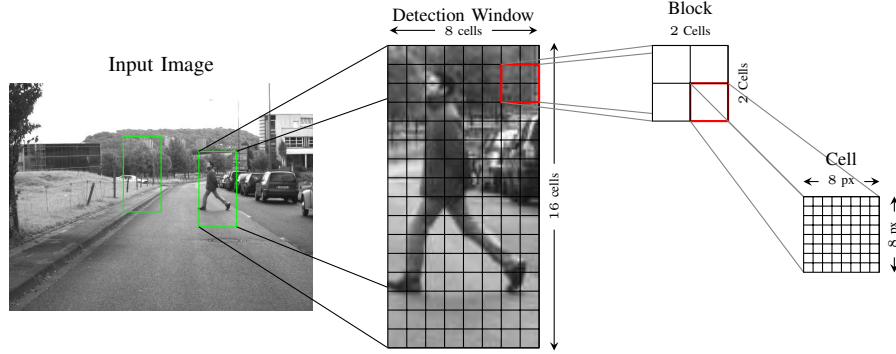 Input Image
Detection Window
8 cells
16 cells
Block
2 Cells
2 Cells
Cell
8 px
8 px